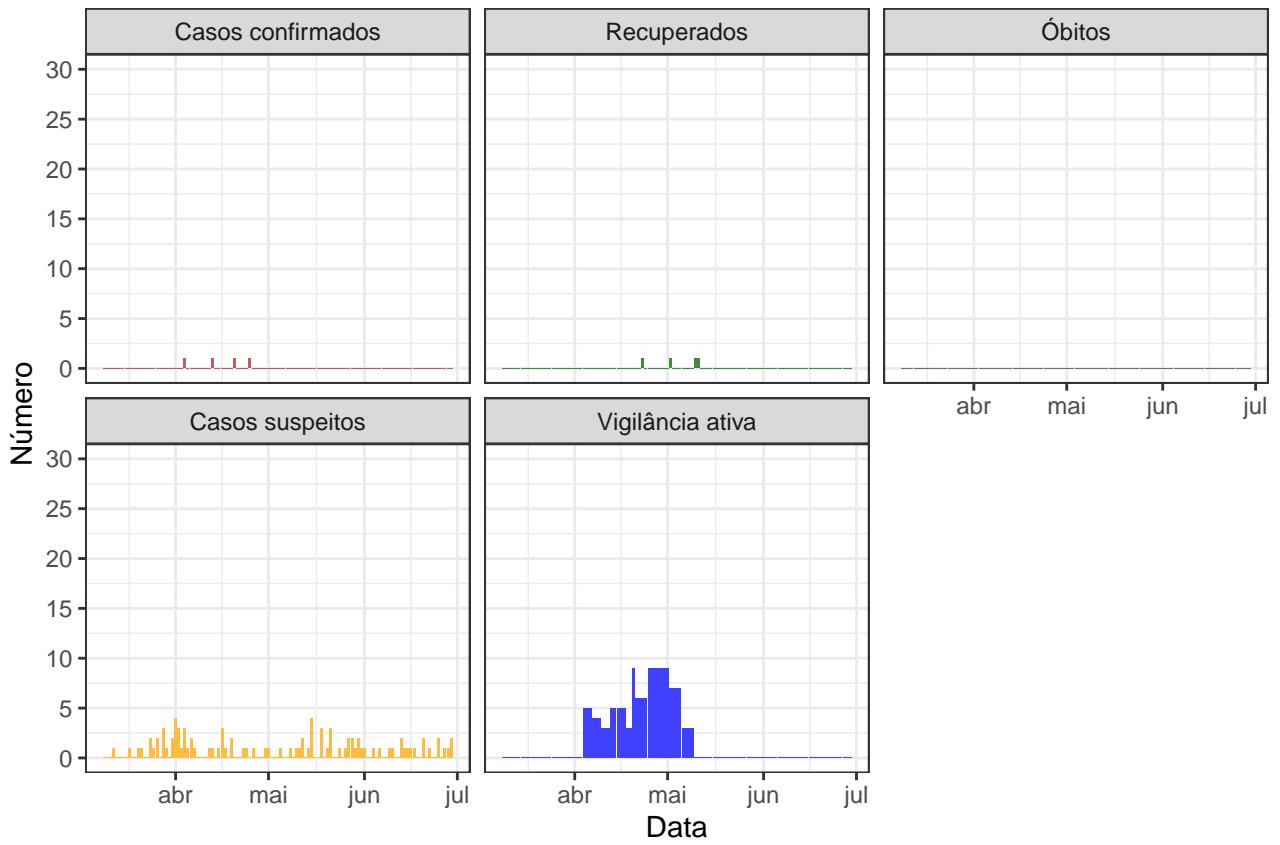 Casos confirmados
Recuperados
Óbitos
30
25
20
15
10
5
0
abr mai jun jul
Número
Casos suspeitos
Vigilância ativa
30
25
20
15
10
5
0
abr mai jun jul
abr mai jun jul
Data